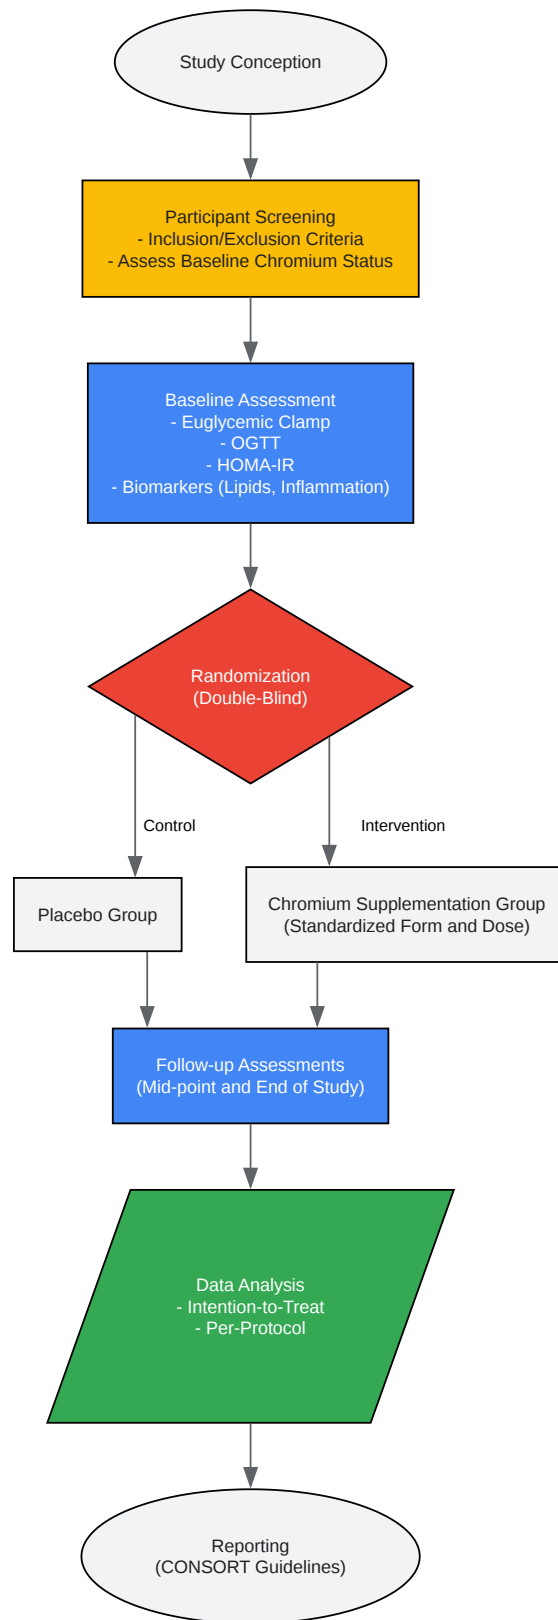 Study Conception
Participant Screening
- Inclusion/Exclusion Criteria
- Assess Baseline Chromium Status
Baseline Assessment
- Euglycemic Clamp
- OGTT
- HOMA-IR
- Biomarkers (Lipids, Inflammation)
Randomization
(Double-Blind)
Control
Intervention
Placebo Group
Chromium Supplementation Group
(Standardized Form and Dose)
Follow-up Assessments
(Mid-point and End of Study)
Data Analysis
- Intention-to-Treat
- Per-Protocol
Reporting
(CONSORT Guidelines)